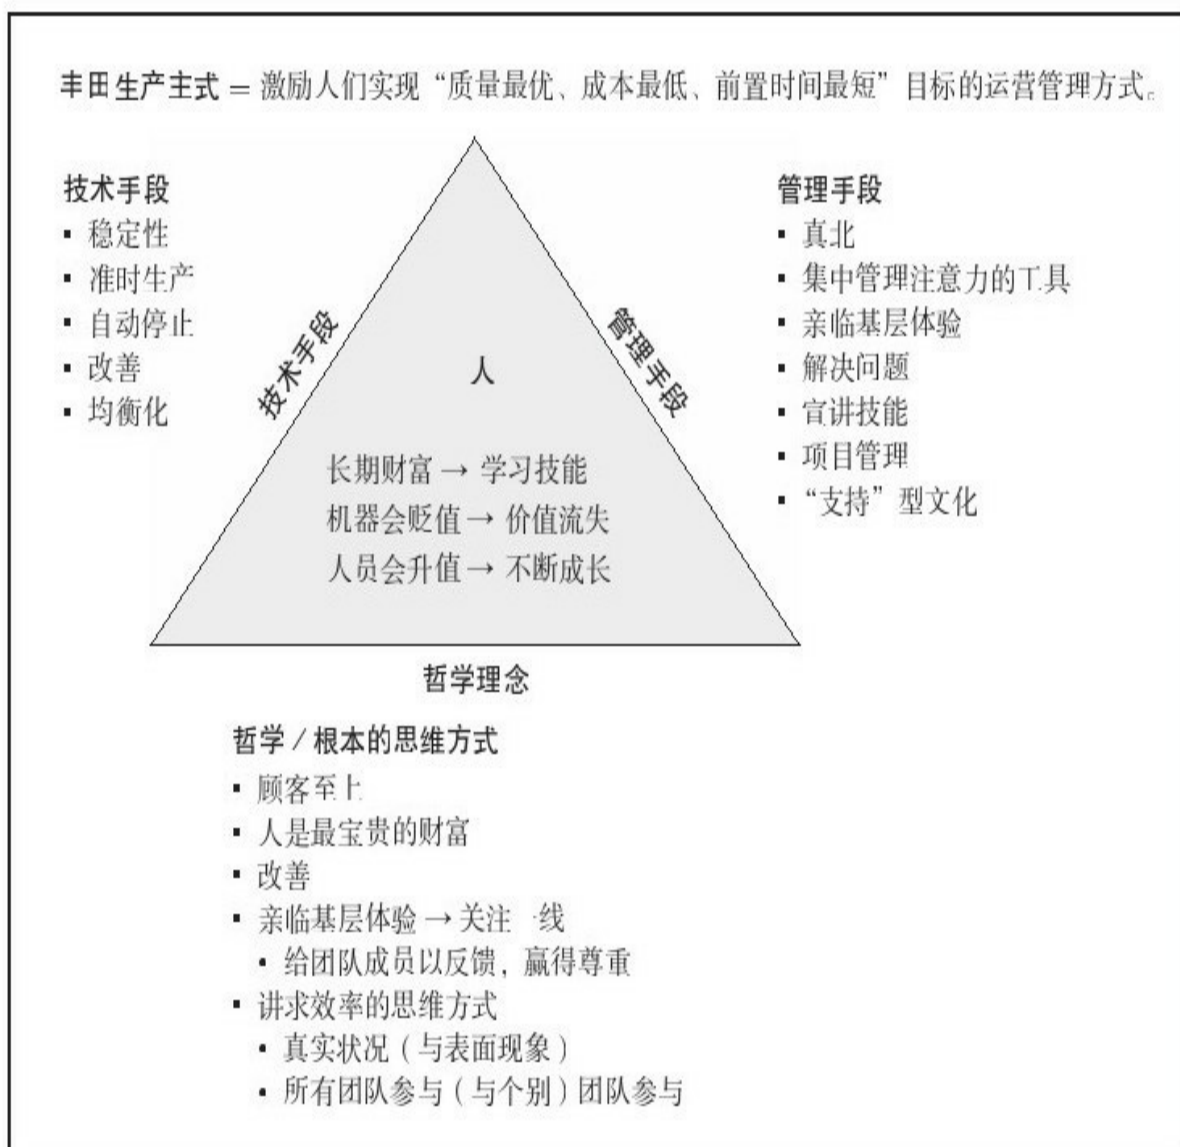 丰田生产主式 = 激励人们实现“质量最优、成本最低、前置时间最短”目标的运营管理方式。
技术手段
▪ 稳定性
▪ 准时生产
▪ 自动停止
▪ 改善
▪ 均衡化
管理手段
▪ 真北
▪ 集中管理注意力的工具
▪ 亲临基层体验
▪ 解决问题
▪ 宣讲技能
▪ 项目管理
▪ “支持”型文化
技术手段
管理手段
人
长期财富 → 学习技能
机器会贬值 → 价值流失
人员会升值 → 不断成长
哲学理念
哲学 / 根本的思维方式
▪ 顾客至上
▪ 人是最宝贵的财富
▪ 改善
▪ 亲临基层体验 → 关注一线
▪ 给团队成员以反馈，赢得尊重
▪ 讲求效率的思维方式
▪ 真实状况（与表面现象）
▪ 所有团队参与（与个别）团队参与